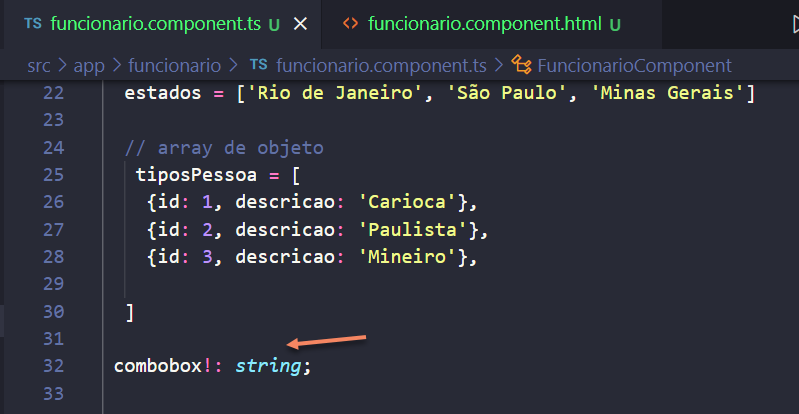 TS funcionario.component.ts U × <> funcionario.component.html U
src > app > funcionario > TS funcionario.component.ts > FuncionarioComponent
22 estados = ['Rio de Janeiro', 'São Paulo', 'Minas Gerais']
23
24 // array de objeto
25 tiposPessoa = [
26 {id: 1, descricao: 'Carioca'},
27 {id: 2, descricao: 'Paulista'},
28 {id: 3, descricao: 'Mineiro'},
29
30 ]
31
32 combobox!: string;
33